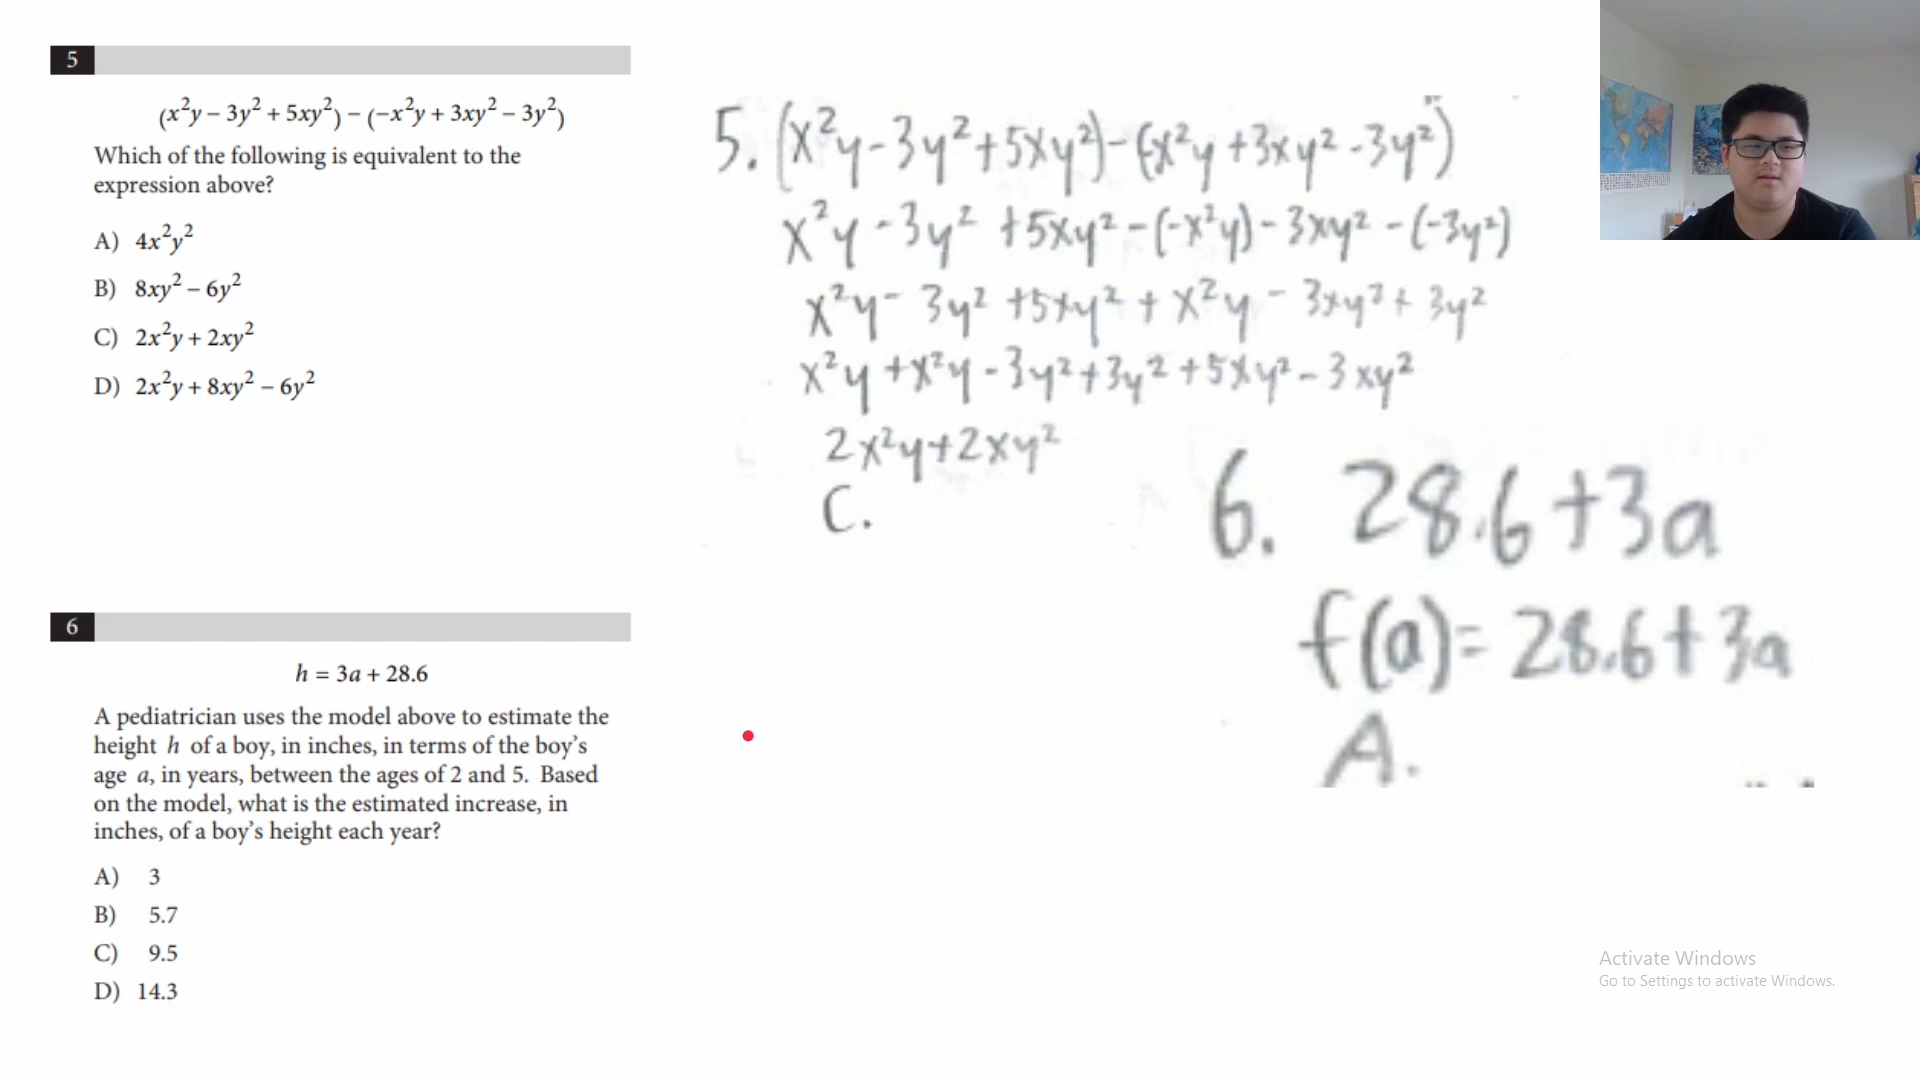 5
(x²y – 3y² + 5xy²) – (–x²y + 3xy² – 3y²)
Which of the following is equivalent to the
expression above?
A) 4x²y²
B) 8xy² – 6y²
C) 2x²y + 2xy²
D) 2x²y + 8xy² – 6y²
5. (x²y-3y²+5xy²)-(-x²y+3xy²-3y²)
x²y-3y²+5xy²-(-x²y)-3xy²-(-3y²)
x²y-3y²+5xy²+x²y-3xy²+3y²
x²y+x²y-3y²+3y²+5xy²-3xy²
2x²y+2xy²
C.
6
h = 3a + 28.6
A pediatrician uses the model above to estimate the
height h of a boy, in inches, in terms of the boy's
age a, in years, between the ages of 2 and 5. Based
on the model, what is the estimated increase, in
inches, of a boy's height each year?
A) 3
B) 5.7
C) 9.5
D) 14.3
6. 28.6+3a
f(a)=28.6+3a
A.
Activate Windows
Go to Settings to activate Windows.